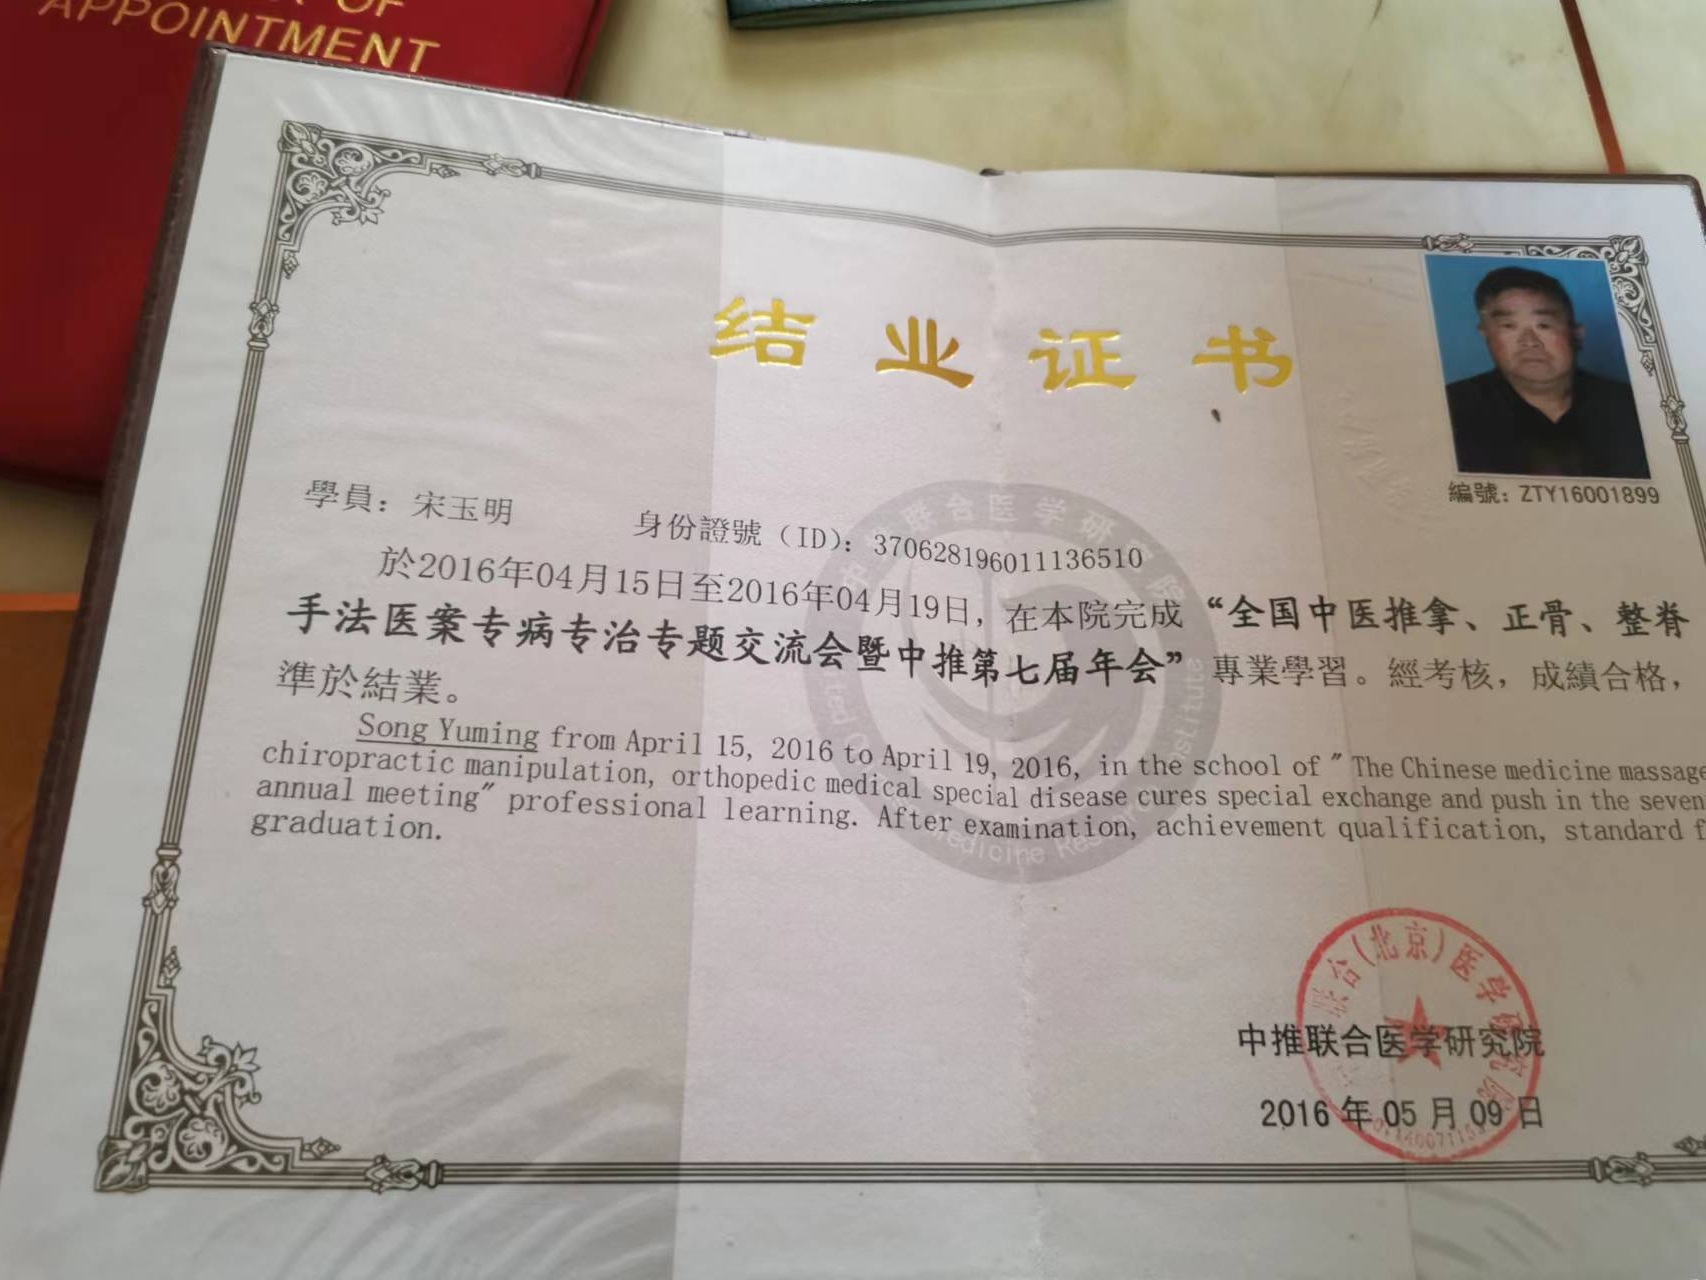 APPOINTMENT
结业证书
編號：ZTY16001899
學員：宋玉明 身份證號（ID）：370628196011136510
於2016年04月15日至2016年04月19日，在本院完成“全国中医推拿、正骨、整脊
手法医案专病专治专题交流会暨中推第七届年会”專業學習。經考核，成績合格，
準於結業。
Song Yuming from April 15, 2016 to April 19, 2016, in the school of "The Chinese medicine massage
chiropractic manipulation, orthopedic medical special disease cures special exchange and push in the seven
annual meeting" professional learning. After examination, achievement qualification, standard f
graduation.
中推联合医学研究院
2016年05月09日